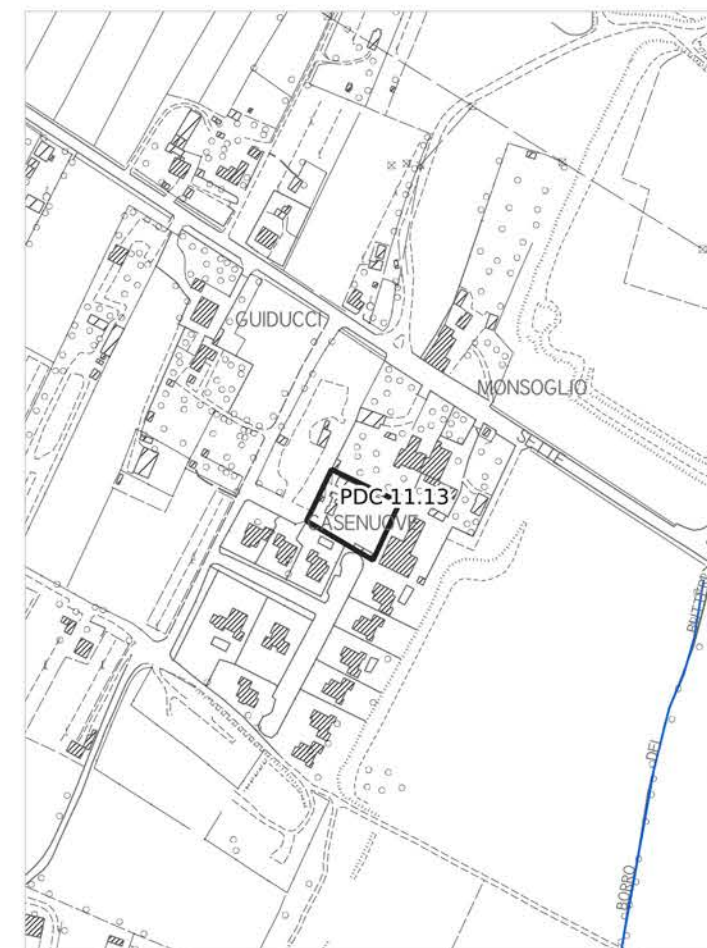 GUIDUCCI
MONSOGLIO
SETTE
PDC 11.13
CASENUOVE
DEL
BORRO